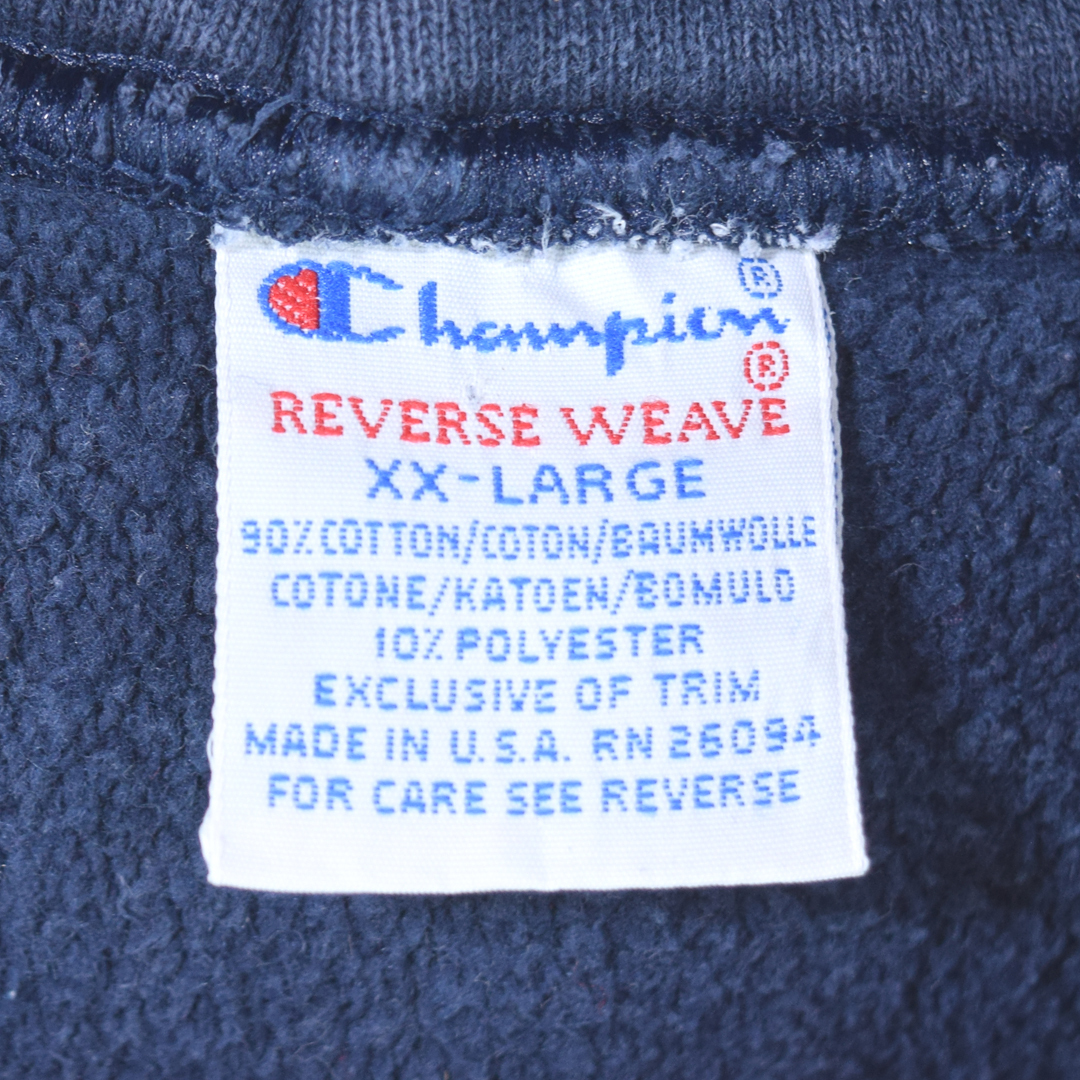 Champion®
®
REVERSE WEAVE
XX-LARGE
90% COTTON/COTON/BAUMWOLLE
COTONE/KATOEN/BOMULD
10% POLYESTER
EXCLUSIVE OF TRIM
MADE IN U.S.A. RN 26094
FOR CARE SEE REVERSE